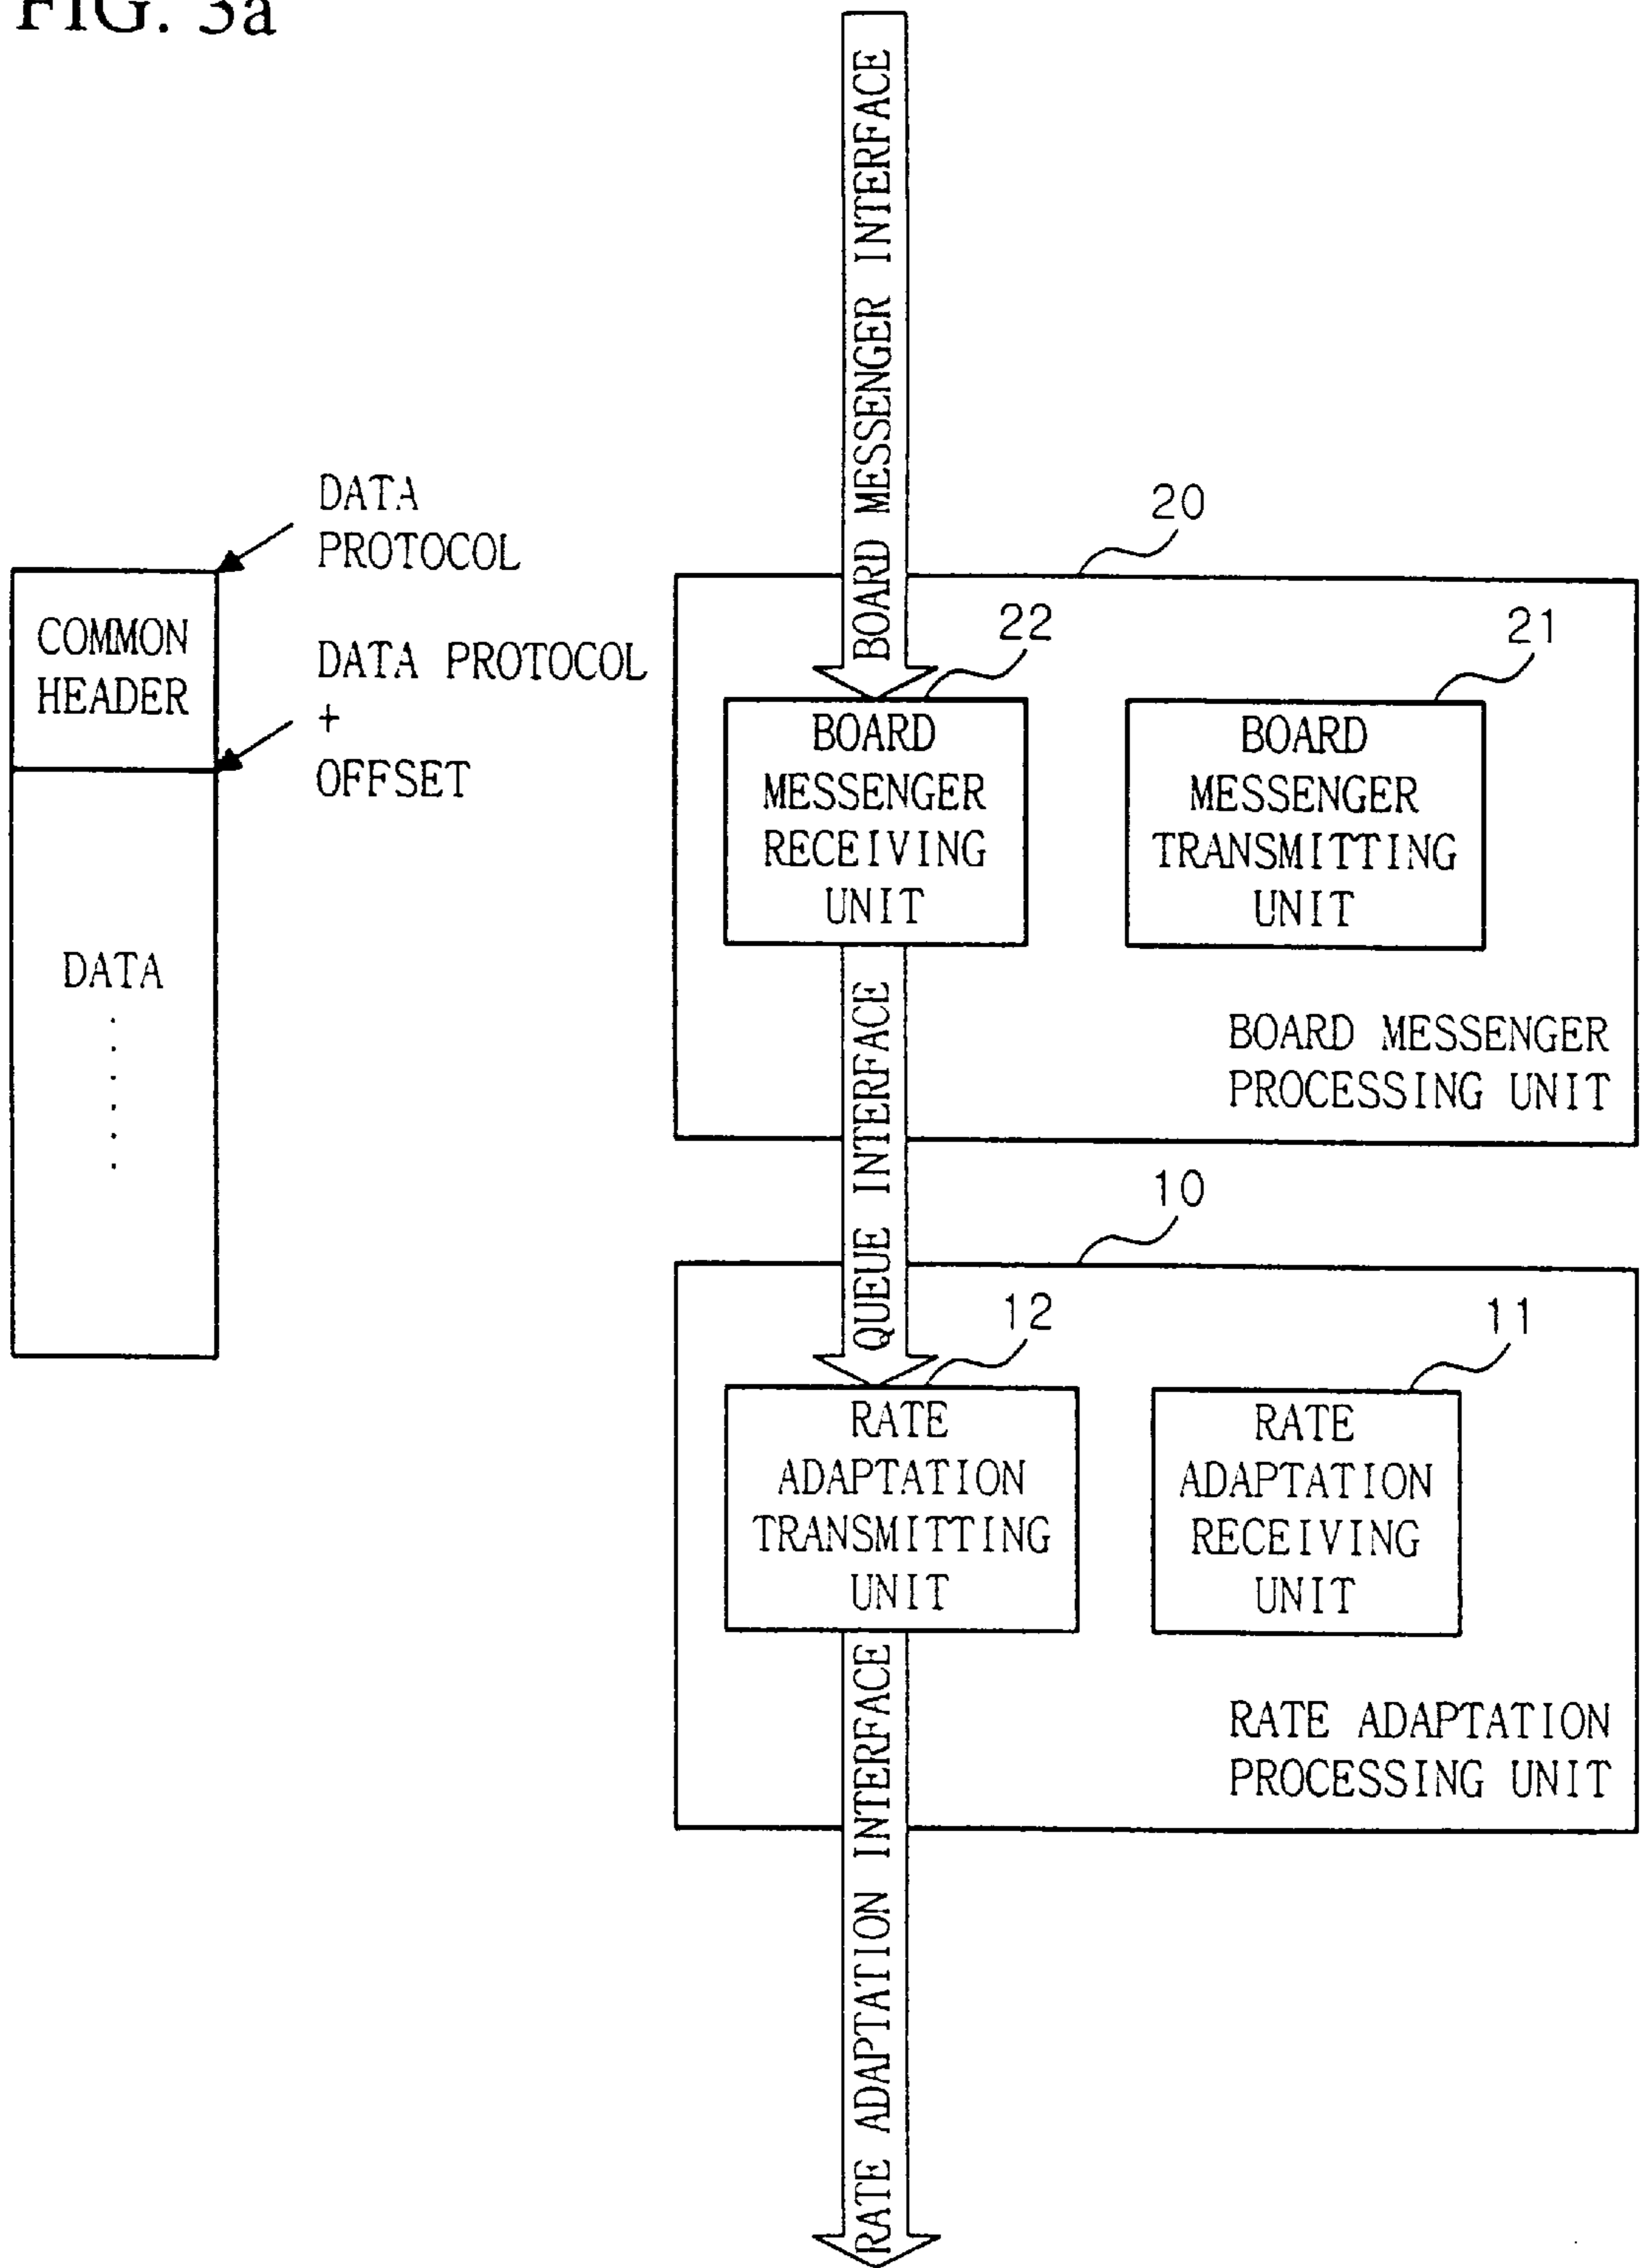 FIG. 3a
BOARD MESSENGER INTERFACE
DATA
PROTOCOL
COMMON
HEADER
DATA PROTOCOL
+
OFFSET
DATA
20
22
21
BOARD
MESSENGER
RECEIVING
UNIT
BOARD
MESSENGER
TRANSMITTING
UNIT
BOARD MESSENGER
PROCESSING UNIT
QUEUE INTERFACE
10
12
11
RATE
ADAPTATION
TRANSMITTING
UNIT
RATE
ADAPTATION
RECEIVING
UNIT
RATE ADAPTATION
PROCESSING UNIT
RATE ADAPTATION INTERFACE